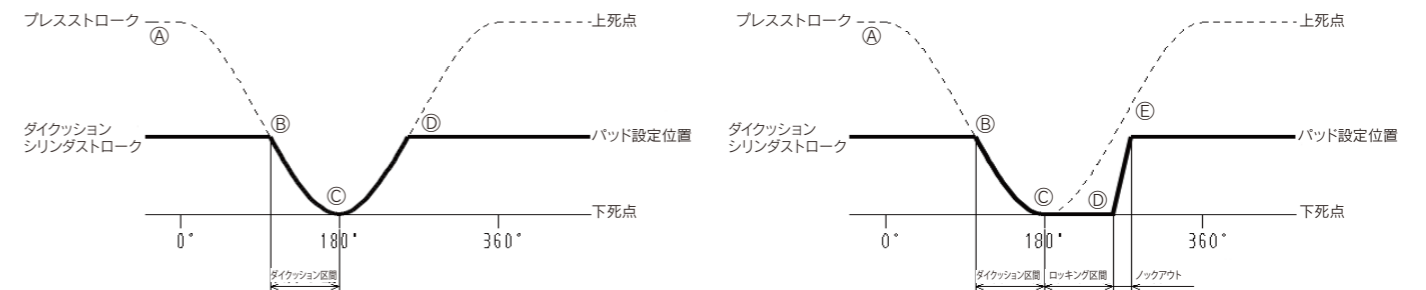 プレスストローク
Ⓐ
上死点
ダイクッション
シリンダストローク
Ⓑ
Ⓓ
パッド設定位置
Ⓒ
下死点
0°
180°
360°
ダイクッション区間
プレスストローク
Ⓐ
上死点
Ⓔ
ダイクッション
シリンダストローク
Ⓑ
パッド設定位置
Ⓒ
Ⓓ
下死点
0°
180°
360°
ダイクッション区間
ロッキング区間
ノックアウト